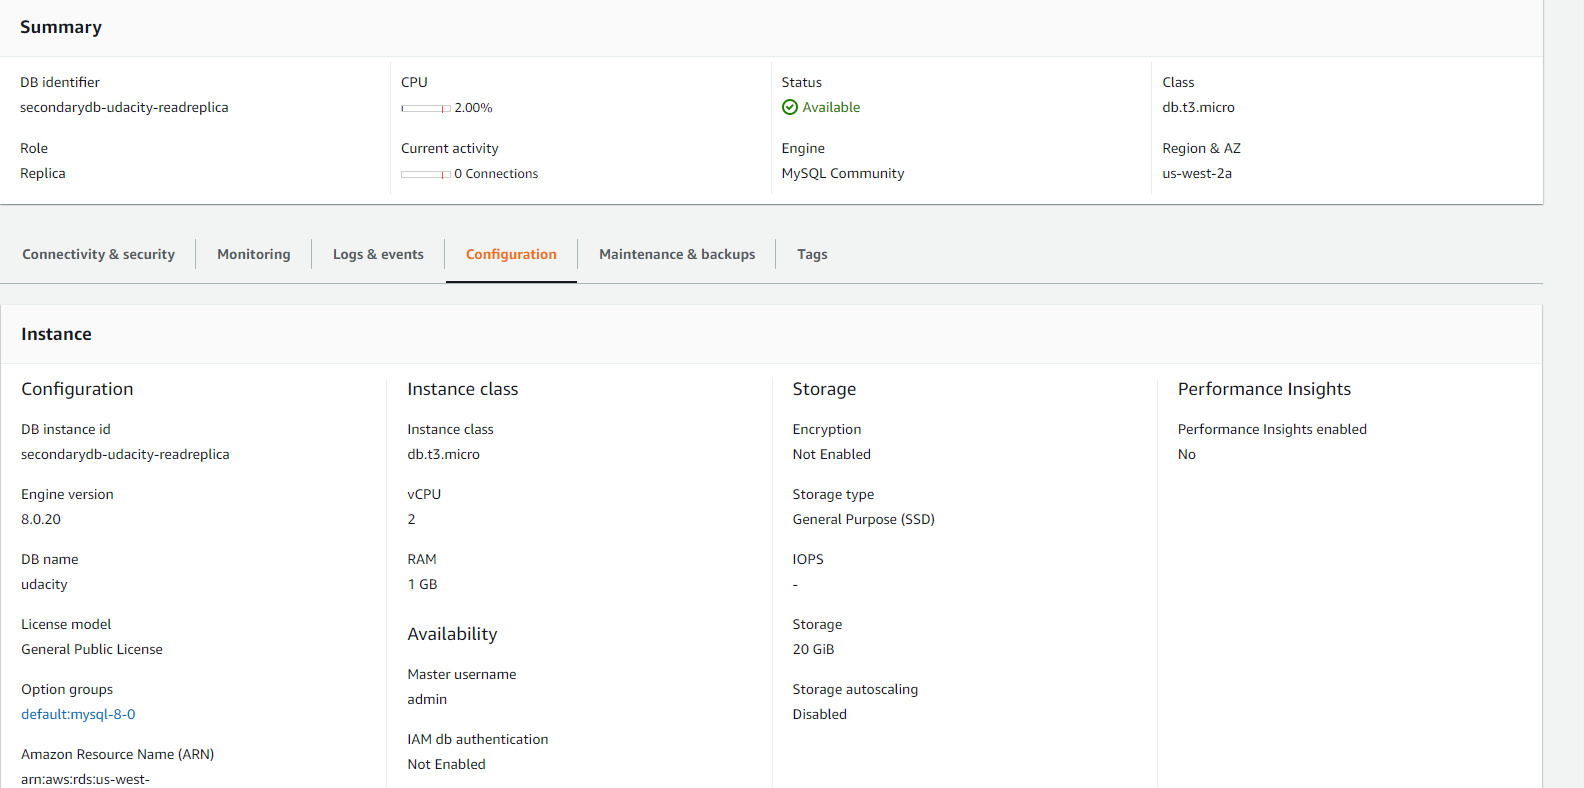 Summary
DB identifier
secondarydb-udacity-readreplica
CPU
2.00%
Status
Available
Class
db.t3.micro
Role
Replica
Current activity
0 Connections
Engine
MySQL Community
Region & AZ
us-west-2a
Connectivity & security
Monitoring
Logs & events
Configuration
Maintenance & backups
Tags
Instance
Configuration
DB instance id
secondarydb-udacity-readreplica
Engine version
8.0.20
DB name
udacity
License model
General Public License
Option groups
default:mysql-8-0
Amazon Resource Name (ARN)
arn:aws:rds:us-west-
Instance class
Instance class
db.t3.micro
vCPU
2
RAM
1 GB
Availability
Master username
admin
IAM db authentication
Not Enabled
Storage
Encryption
Not Enabled
Storage type
General Purpose (SSD)
IOPS
-
Storage
20 GiB
Storage autoscaling
Disabled
Performance Insights
Performance Insights enabled
No